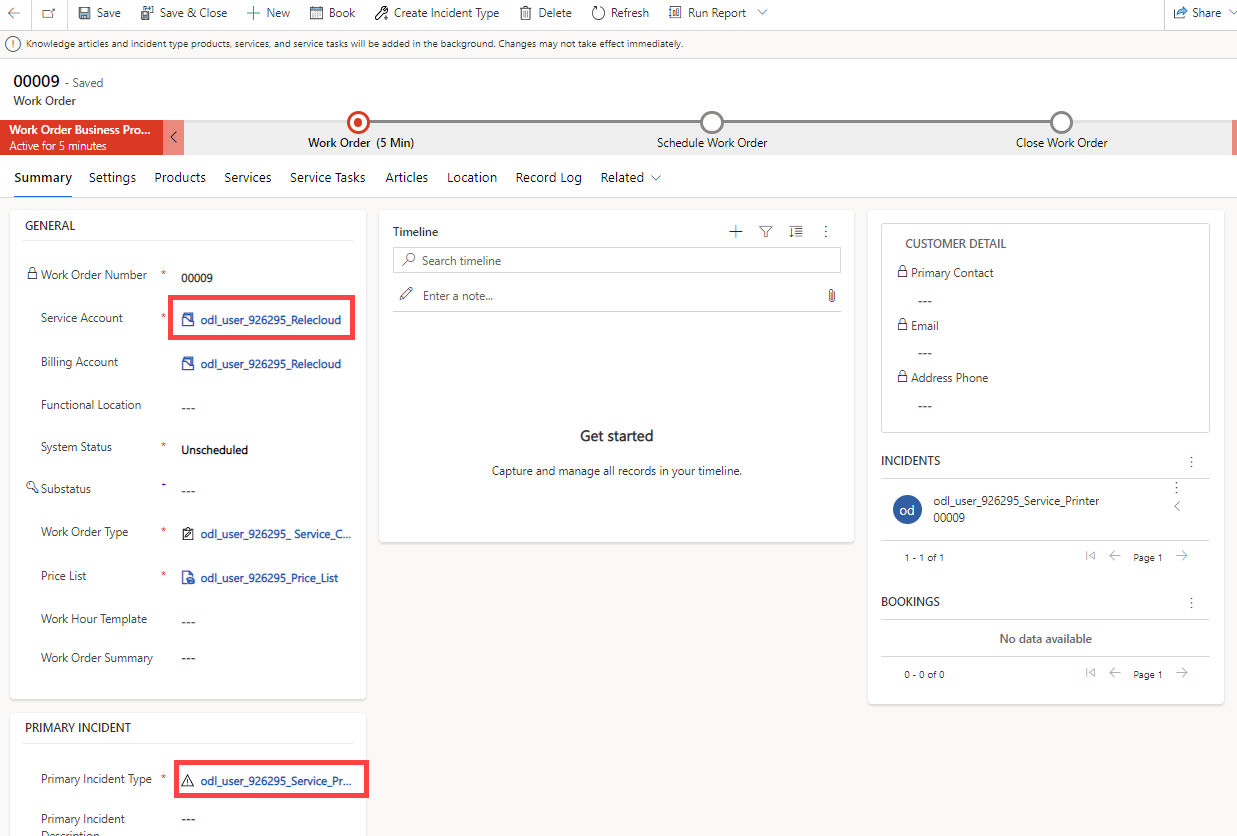 Save
Save & Close
New
Book
Create Incident Type
Delete
Refresh
Run Report
Share
Knowledge articles and incident type products, services, and service tasks will be added in the background. Changes may not take effect immediately.
00009 - Saved
Work Order
Work Order Business Pro...
Active for 5 minutes
Work Order (5 Min)
Schedule Work Order
Close Work Order
Summary
Settings
Products
Services
Service Tasks
Articles
Location
Record Log
Related
GENERAL
Work Order Number * 00009
Service Account * odl_user_926295_Relecloud
Billing Account odl_user_926295_Relecloud
Functional Location ---
System Status * Unscheduled
Substatus - ---
Work Order Type * odl_user_926295_ Service_C...
Price List * odl_user_926295_Price_List
Work Hour Template ---
Work Order Summary ---
PRIMARY INCIDENT
Primary Incident Type * odl_user_926295_Service_Pr...
Primary Incident ---
Description
Timeline
Search timeline
Enter a note...
Get started
Capture and manage all records in your timeline.
CUSTOMER DETAIL
Primary Contact
---
Email
---
Address Phone
---
INCIDENTS
od
odl_user_926295_Service_Printer
00009
1 - 1 of 1
Page 1
BOOKINGS
No data available
0 - 0 of 0
Page 1